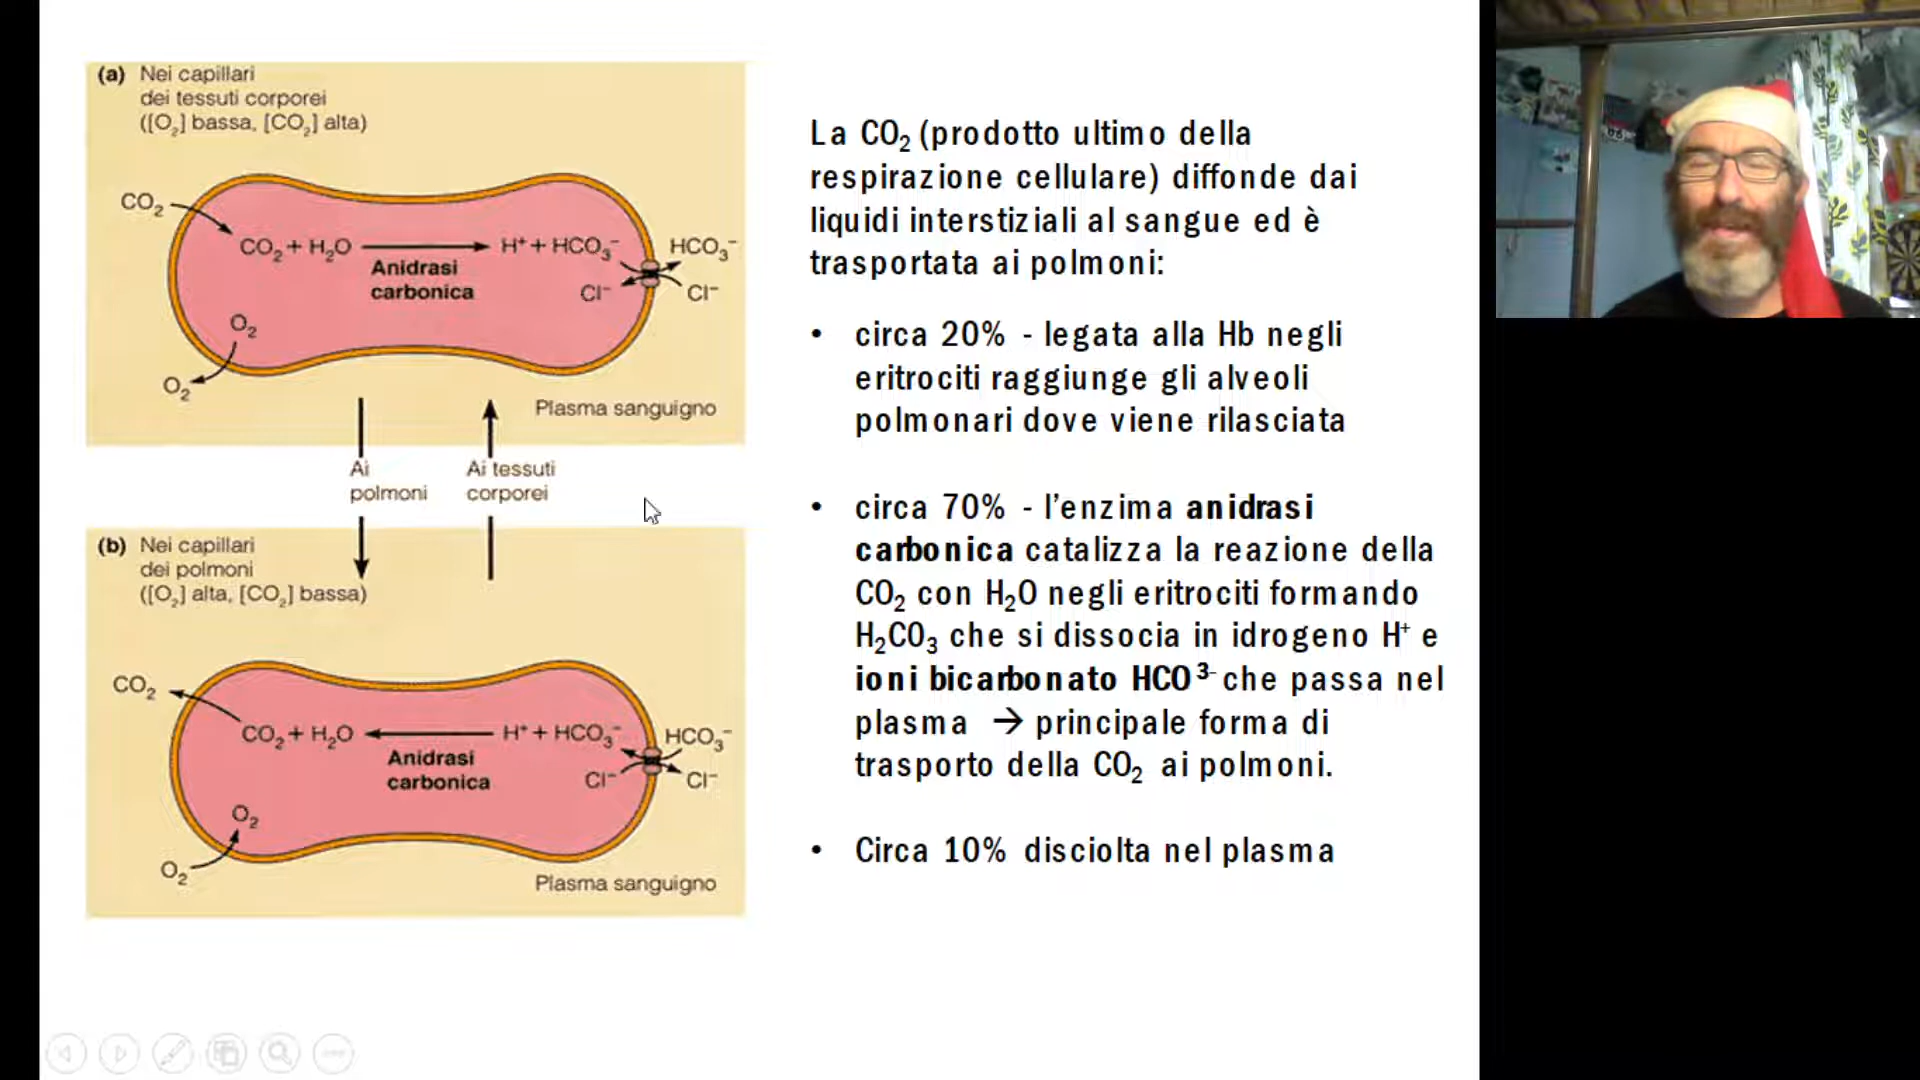 (a) Nei capillari
dei tessuti corporei
([O₂] bassa, [CO₂] alta)
CO₂
CO₂ + H₂O
H⁺ + HCO₃⁻
HCO₃⁻
Anidrasi
carbonica
Cl⁻
Cl⁻
O₂
O₂
Plasma sanguigno
Ai
polmoni
Ai tessuti
corporei
(b) Nei capillari
dei polmoni
([O₂] alta, [CO₂] bassa)
CO₂
CO₂ + H₂O
H⁺ + HCO₃⁻
HCO₃⁻
Anidrasi
carbonica
Cl⁻
Cl⁻
O₂
O₂
Plasma sanguigno
La CO₂ (prodotto ultimo della
respirazione cellulare) diffonde dai
liquidi interstiziali al sangue ed è
trasportata ai polmoni:
• circa 20% - legata alla Hb negli
eritrociti raggiunge gli alveoli
polmonari dove viene rilasciata
• circa 70% - l’enzima anidrasi
carbonica catalizza la reazione della
CO₂ con H₂O negli eritrociti formando
H₂CO₃ che si dissocia in idrogeno H⁺ e
ioni bicarbonato HCO³⁻ che passa nel
plasma → principale forma di
trasporto della CO₂ ai polmoni.
• Circa 10% disciolta nel plasma